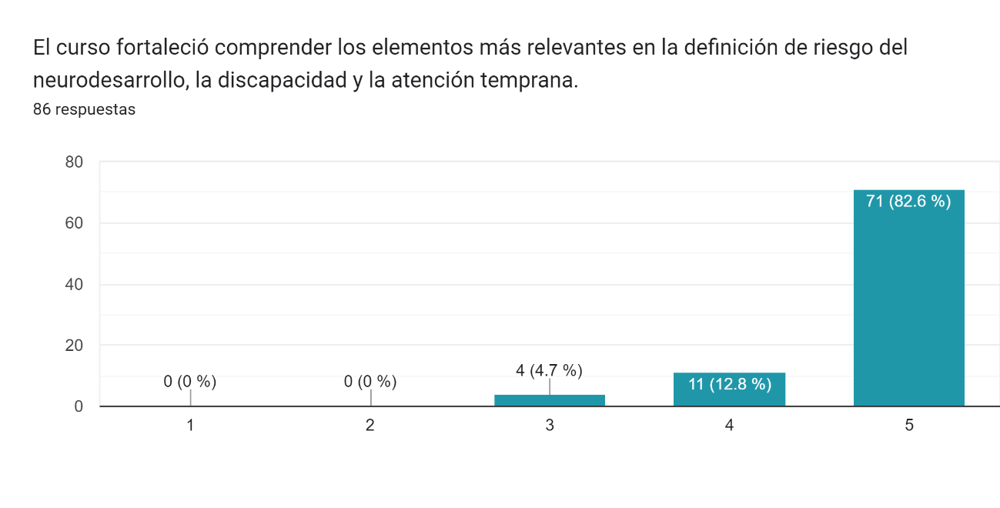 El curso fortaleció comprender los elementos más relevantes en la definición de riesgo del
neurodesarrollo, la discapacidad y la atención temprana.
86 respuestas
80
60
40
20
0
0 (0 %)
0 (0 %)
4 (4.7 %)
11 (12.8 %)
71 (82.6 %)
1
2
3
4
5